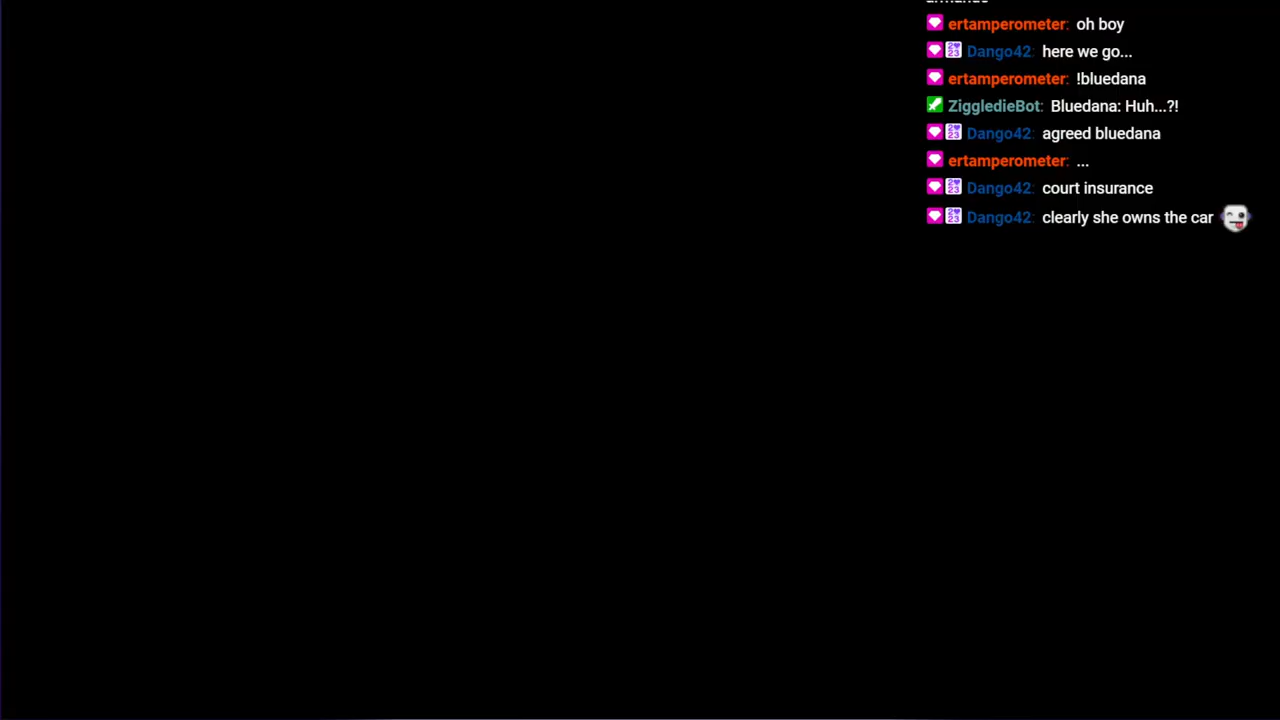 ertamperometer: oh boy
Dango42: here we go...
ertamperometer: !bluedana
ZiggledieBot: Bluedana: Huh...?!
Dango42: agreed bluedana
ertamperometer: ...
Dango42: court insurance
Dango42: clearly she owns the car